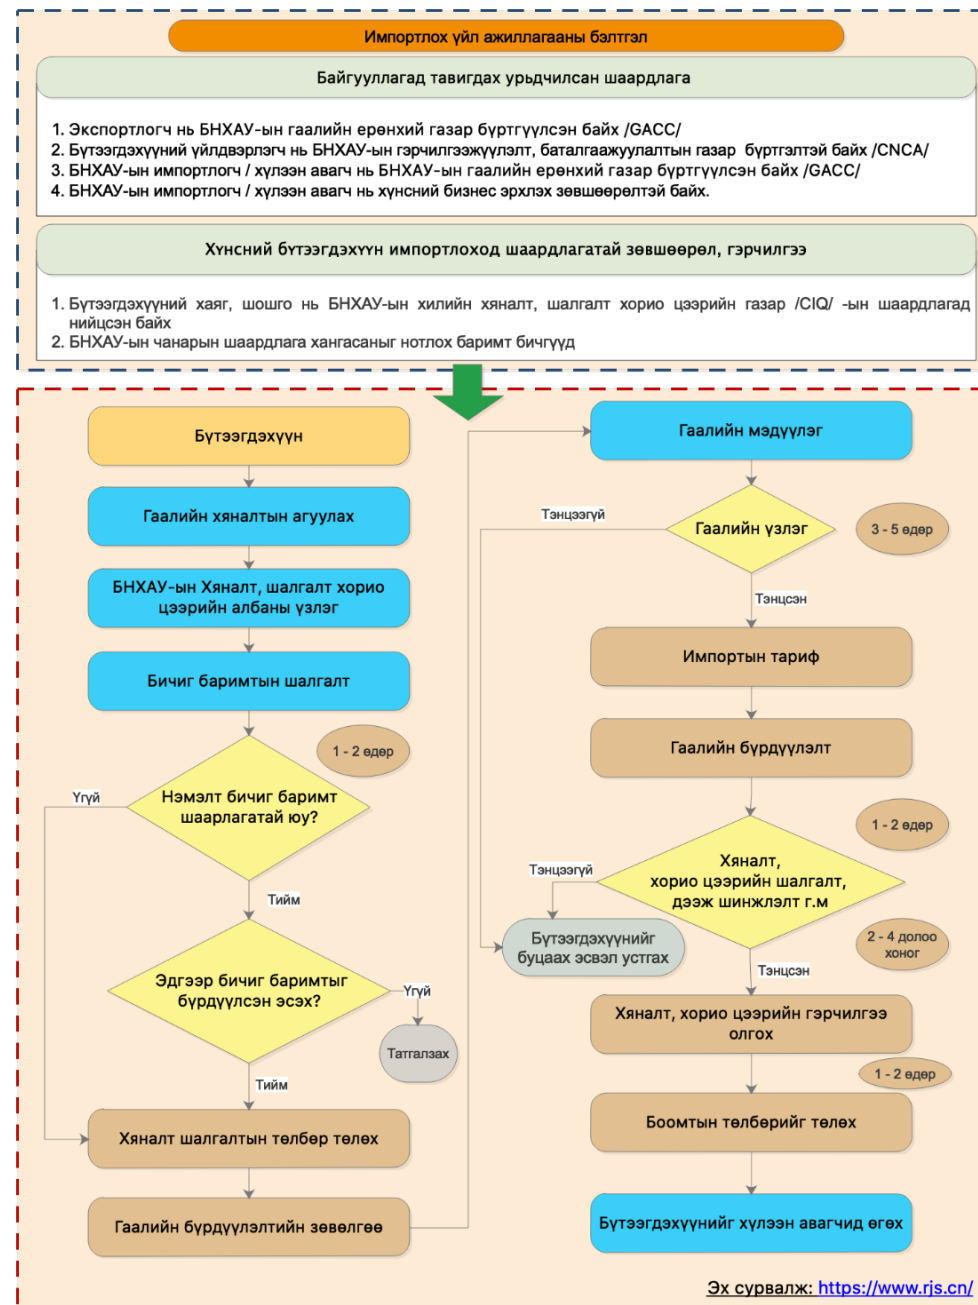 Импортлох үйл ажиллагааны бэлтгэл
Байгууллагад тавигдах урьдчилсан шаардлага
1. Экспортлогч нь БНХАУ-ын гаалийн ерөнхий газар бүртгүүлсэн байх /GACC/
2. Бүтээгдэхүүний үйлдвэрлэгч нь БНХАУ-ын гэрчилгээжүүлэлт, баталгаажуулалтын газар бүртгэлтэй байх /CNCA/
3. БНХАУ-ын импортлогч / хүлээн авагч нь БНХАУ-ын гаалийн ерөнхий газар бүртгүүлсэн байх /GACC/
4. БНХАУ-ын импортлогч / хүлээн авагч нь хүнсний бизнес эрхлэх зөвшөөрөлтэй байх.
Хүнсний бүтээгдэхүүн импортлоход шаардлагатай зөвшөөрөл, гэрчилгээ
1. Бүтээгдэхүүний хаяг, шошго нь БНХАУ-ын хилийн хяналт, шалгалт хорио цээрийн газар /CIQ/ -ын шаардлагад
нийцсэн байх
2. БНХАУ-ын чанарын шаардлага хангасаныг нотлох баримт бичгүүд
Бүтээгдэхүүн
Гаалийн хяналтын агуулах
БНХАУ-ын Хяналт, шалгалт хорио
цээрийн албаны үзлэг
Бичиг баримтын шалгалт
1 - 2 өдөр
Нэмэлт бичиг баримт
шаарлагатай юу?
Үгүй
Тийм
Эдгээр бичиг баримтыг
бүрдүүлсэн эсэх?
Үгүй
Татгалзах
Тийм
Хяналт шалгалтын төлбөр төлөх
Гаалийн бүрдүүлэлтийн зөвөлгөө
Гаалийн мэдүүлэг
Тэнцээгүй
Гаалийн үзлэг
3 - 5 өдөр
Тэнцсэн
Импортын тариф
Гаалийн бүрдүүлэлт
1 - 2 өдөр
Хяналт,
хорио цээрийн шалгалт,
дээж шинжлэлт г.м
Тэнцээгүй
Бүтээгдэхүүнийг
буцаах эсвэл устгах
2 - 4 долоо
хоног
Тэнцсэн
Хяналт, хорио цээрийн гэрчилгээ
олгох
1 - 2 өдөр
Боомтын төлбөрийг төлөх
Бүтээгдэхүүнийг хүлээн авагчид өгөх
Эх сурвалж: https://www.rjs.cn/